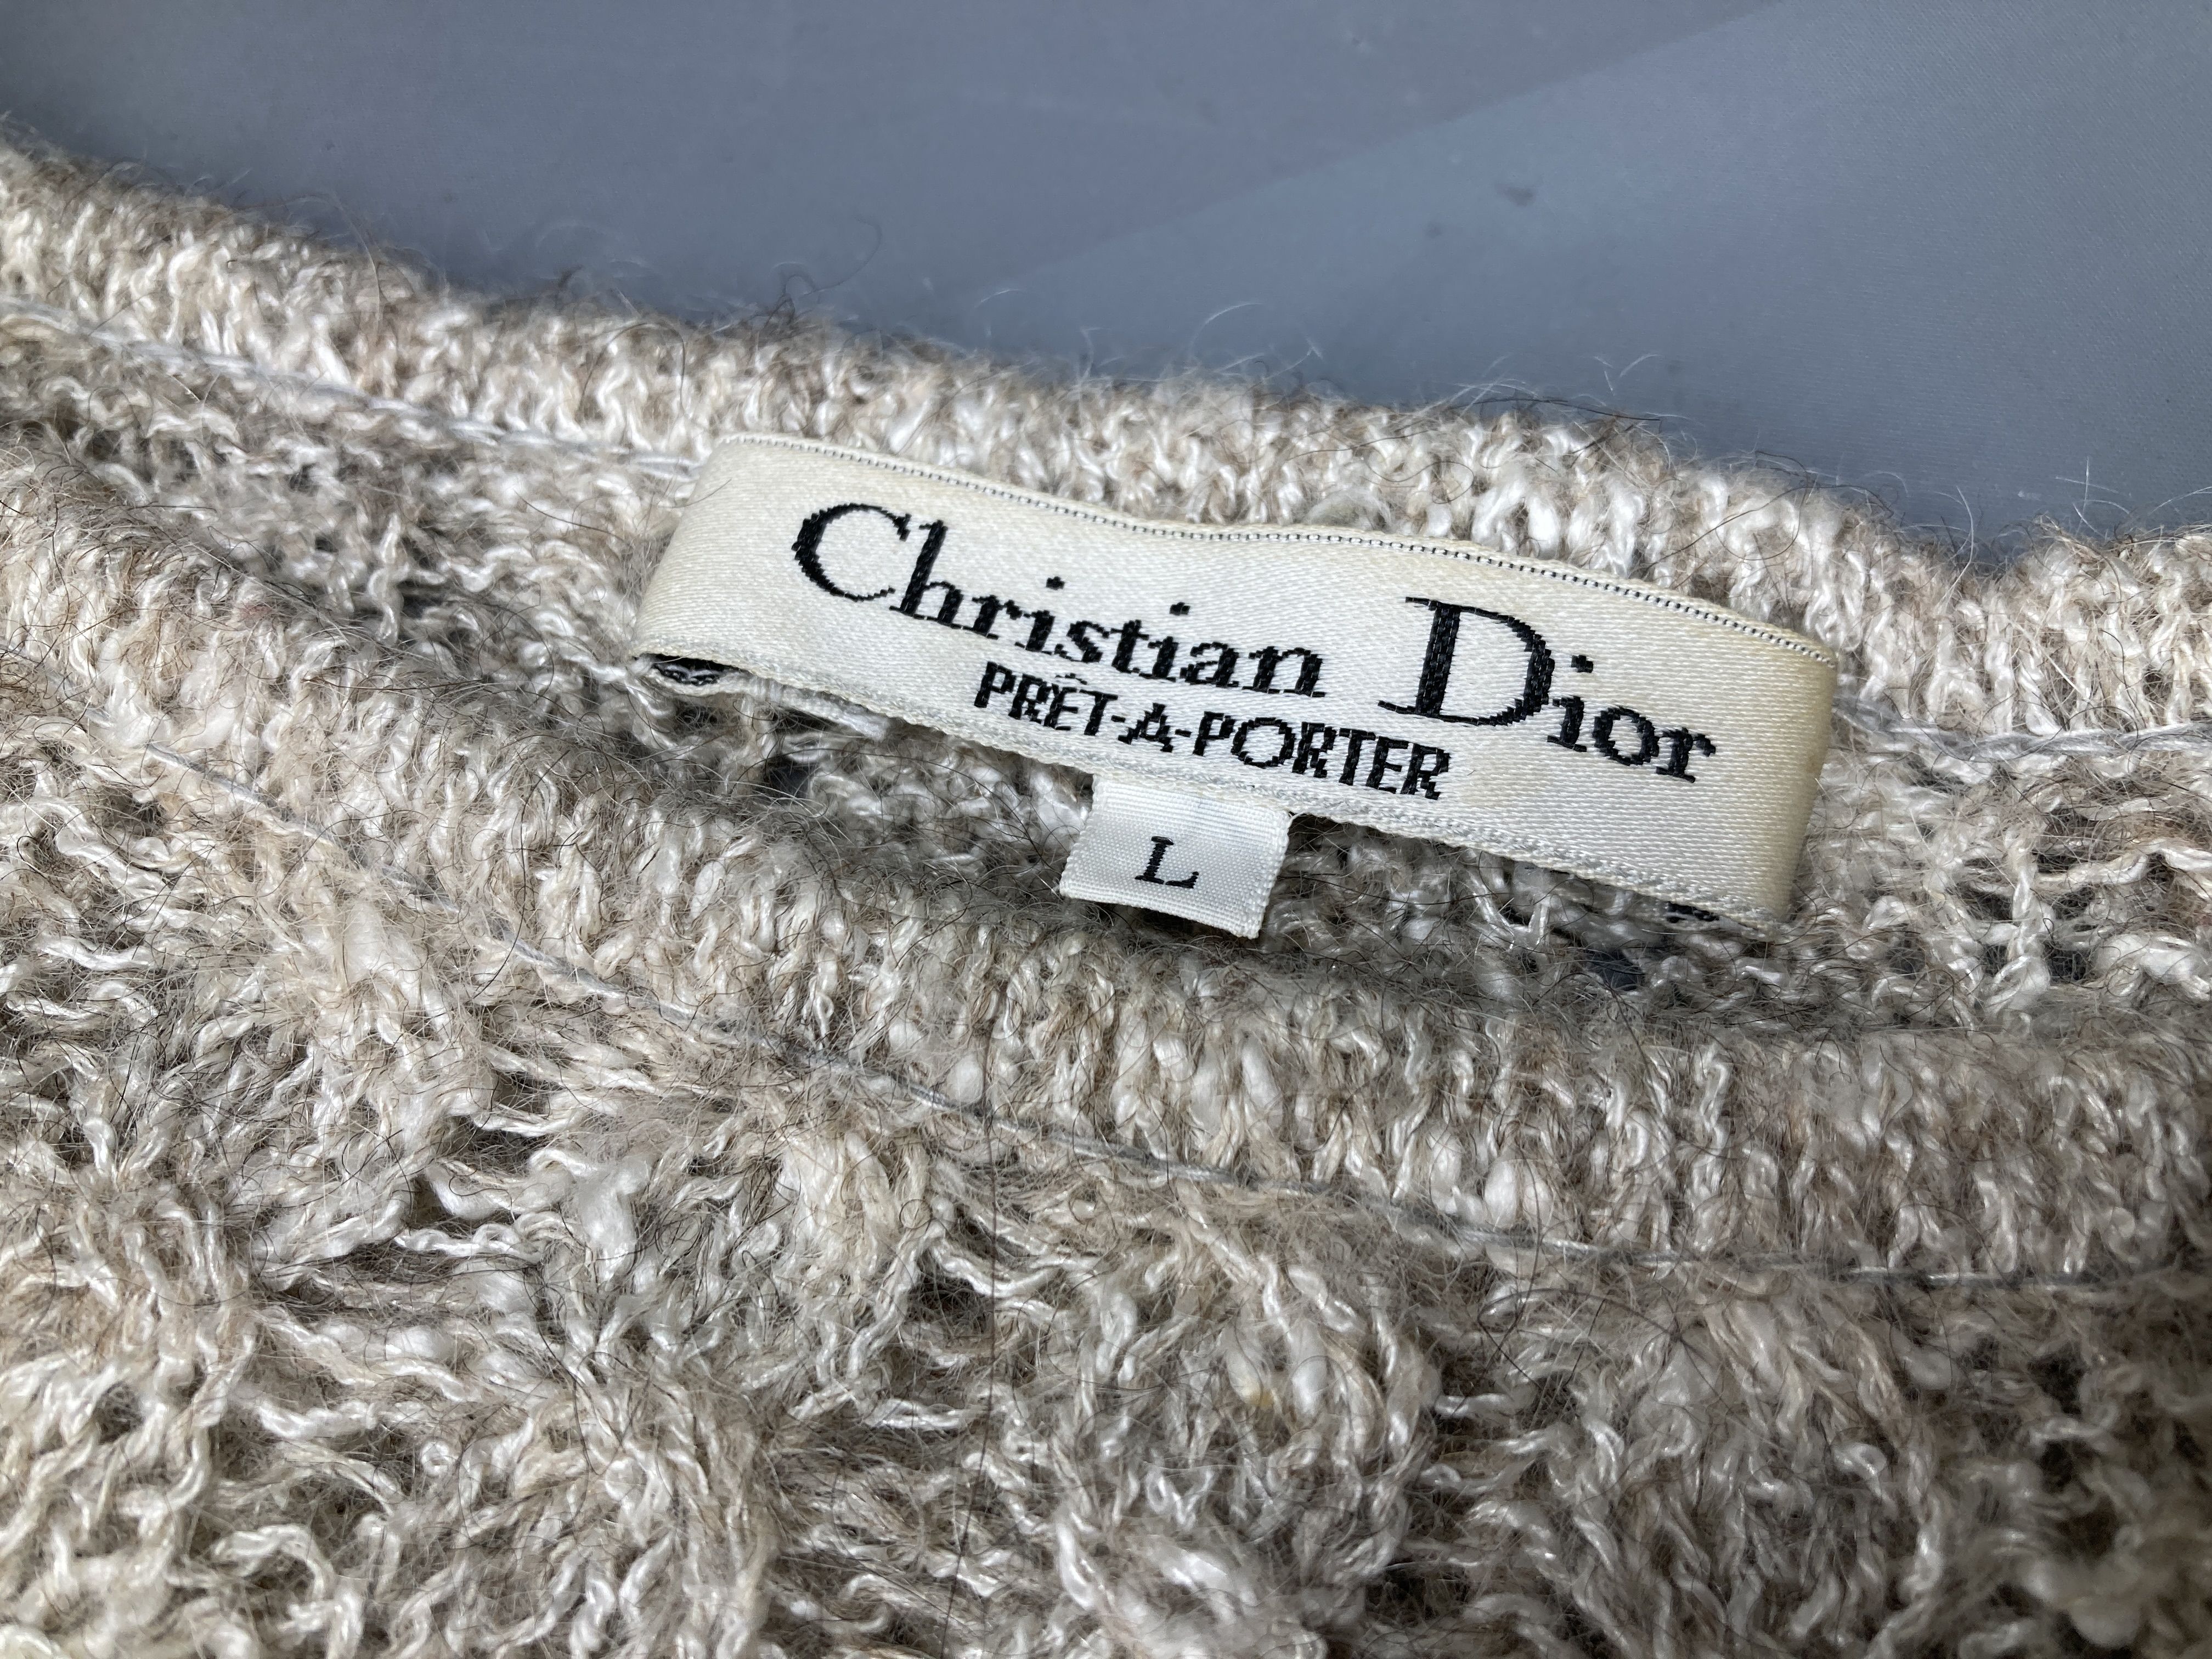 Christian Dior
PRÊT-A-PORTER
L